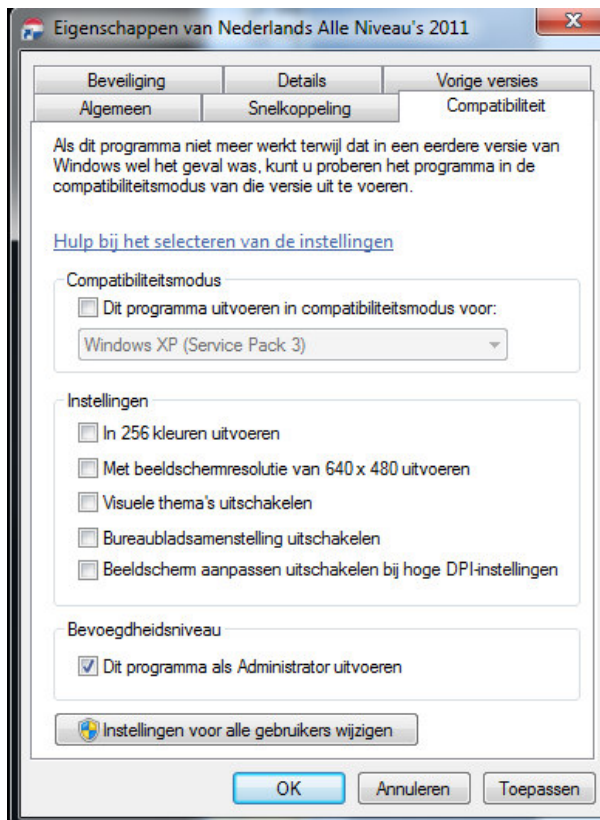 Eigenschappen van Nederlands Alle Niveau's 2011
Beveiliging Details Vorige versies
Algemeen Snelkoppeling Compatibiliteit
Als dit programma niet meer werkt terwijl dat in een eerdere versie van
Windows wel het geval was, kunt u proberen het programma in de
compatibiliteitsmodus van die versie uit te voeren.
Hulp bij het selecteren van de instellingen
Compatibiliteitsmodus
Dit programma uitvoeren in compatibiliteitsmodus voor:
Windows XP (Service Pack 3)
Instellingen
In 256 kleuren uitvoeren
Met beeldschermresolutie van 640 x 480 uitvoeren
Visuele thema's uitschakelen
Bureaubladsamenstelling uitschakelen
Beeldscherm aanpassen uitschakelen bij hoge DPI-instellingen
Bevoegdheidsniveau
Dit programma als Administrator uitvoeren
Instellingen voor alle gebruikers wijzigen
OK Annuleren Toepassen